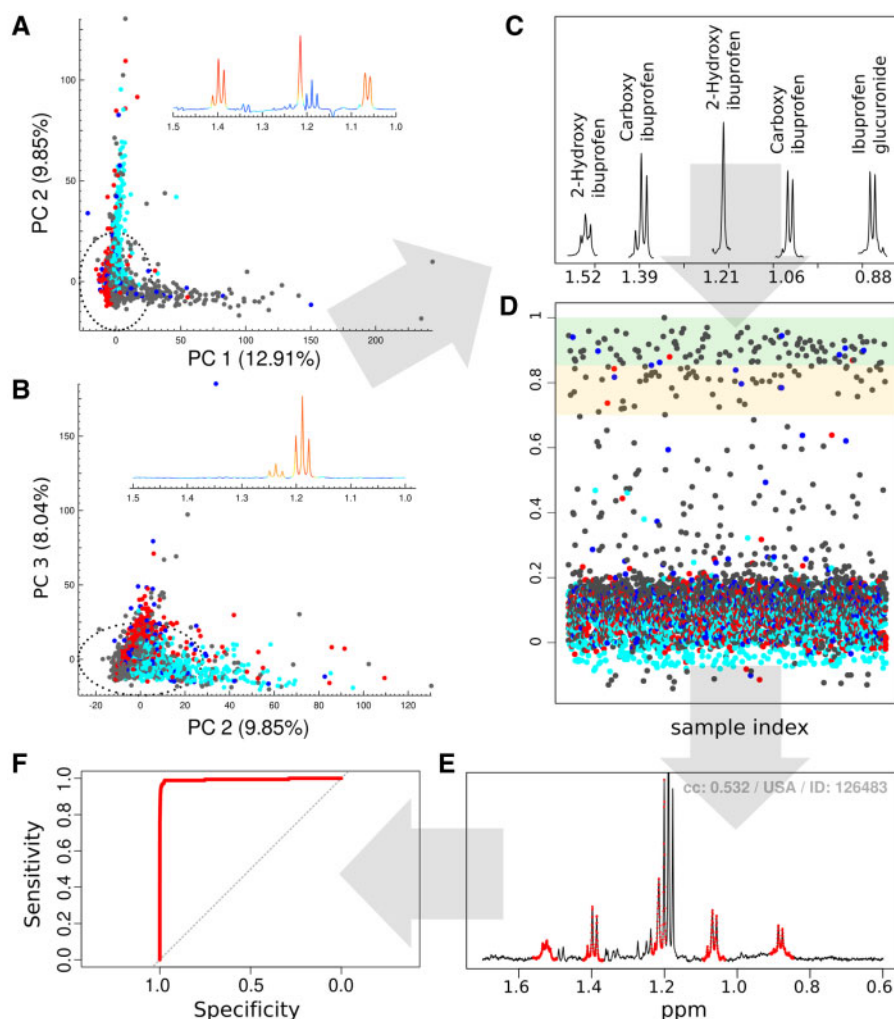 A
PC 2 (9.85%)
100
50
0
1.5 1.4 1.3 1.2 1.1 1.0
0 50 100 150 200
PC 1 (12.91%)
B
PC 3 (8.04%)
150
100
50
0
1.5 1.4 1.3 1.2 1.1 1.0
-20 0 20 40 60 80 100 120
PC 2 (9.85%)
C
2-Hydroxy
ibuprofen
Carboxy
ibuprofen
2-Hydroxy
ibuprofen
Carboxy
ibuprofen
Ibuprofen
glucuronide
1.52 1.39 1.21 1.06 0.88
D
1
0.8
0.6
0.4
0.2
0
sample index
F
Sensitivity
1.0
0.8
0.6
0.4
0.2
0.0
1.0 0.5 0.0
Specificity
E
cc: 0.532 / USA / ID: 126483
1.6 1.4 1.2 1.0 0.8 0.6
ppm